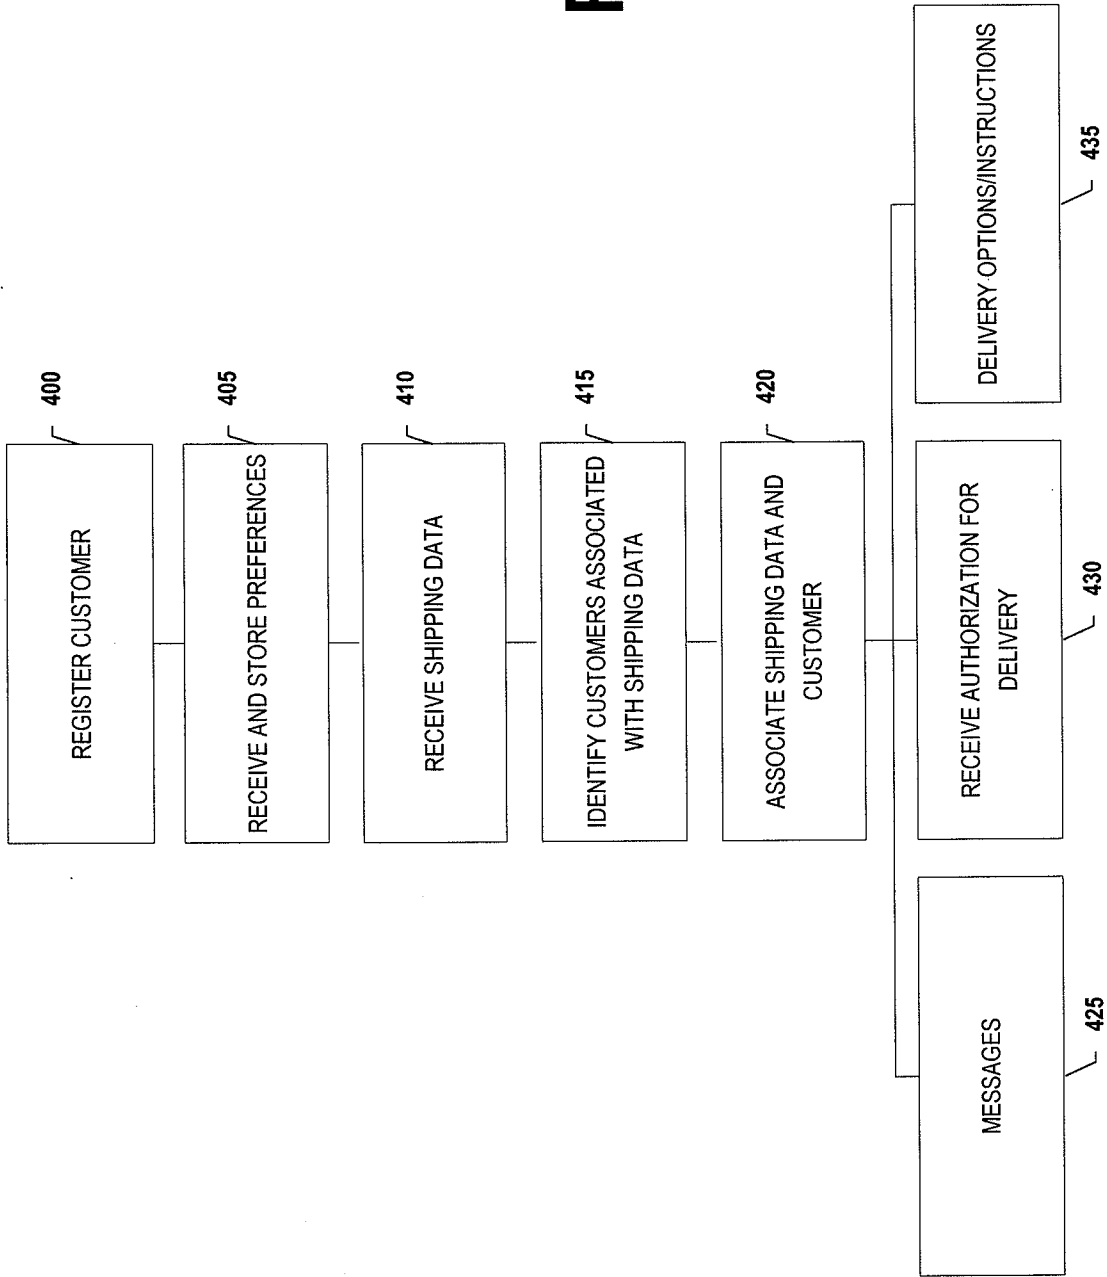 400
REGISTER CUSTOMER
405
RECEIVE AND STORE PREFERENCES
410
RECEIVE SHIPPING DATA
415
IDENTIFY CUSTOMERS ASSOCIATED
WITH SHIPPING DATA
420
ASSOCIATE SHIPPING DATA AND
CUSTOMER
MESSAGES
425
RECEIVE AUTHORIZATION FOR
DELIVERY
430
DELIVERY OPTIONS/INSTRUCTIONS
435